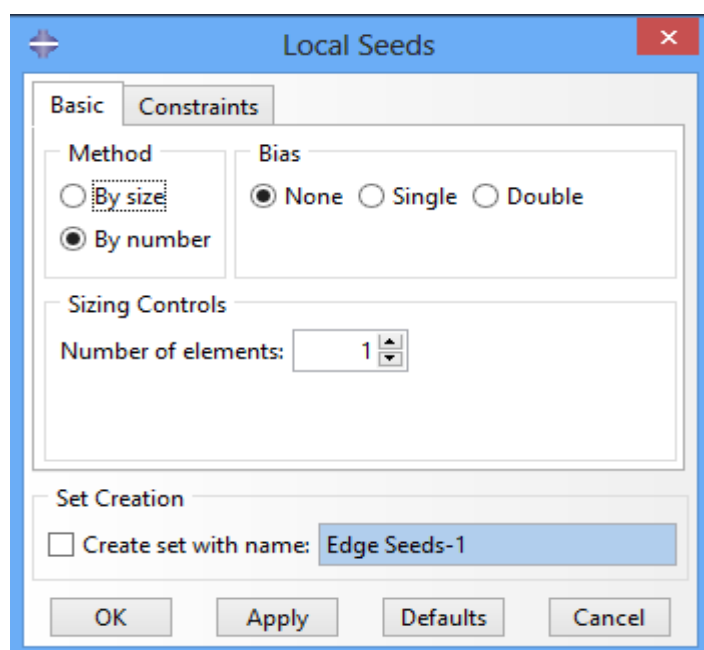 Local Seeds
Basic Constraints
Method
By size
By number
Bias
None Single Double
Sizing Controls
Number of elements: 1
Set Creation
Create set with name: Edge Seeds-1
OK Apply Defaults Cancel